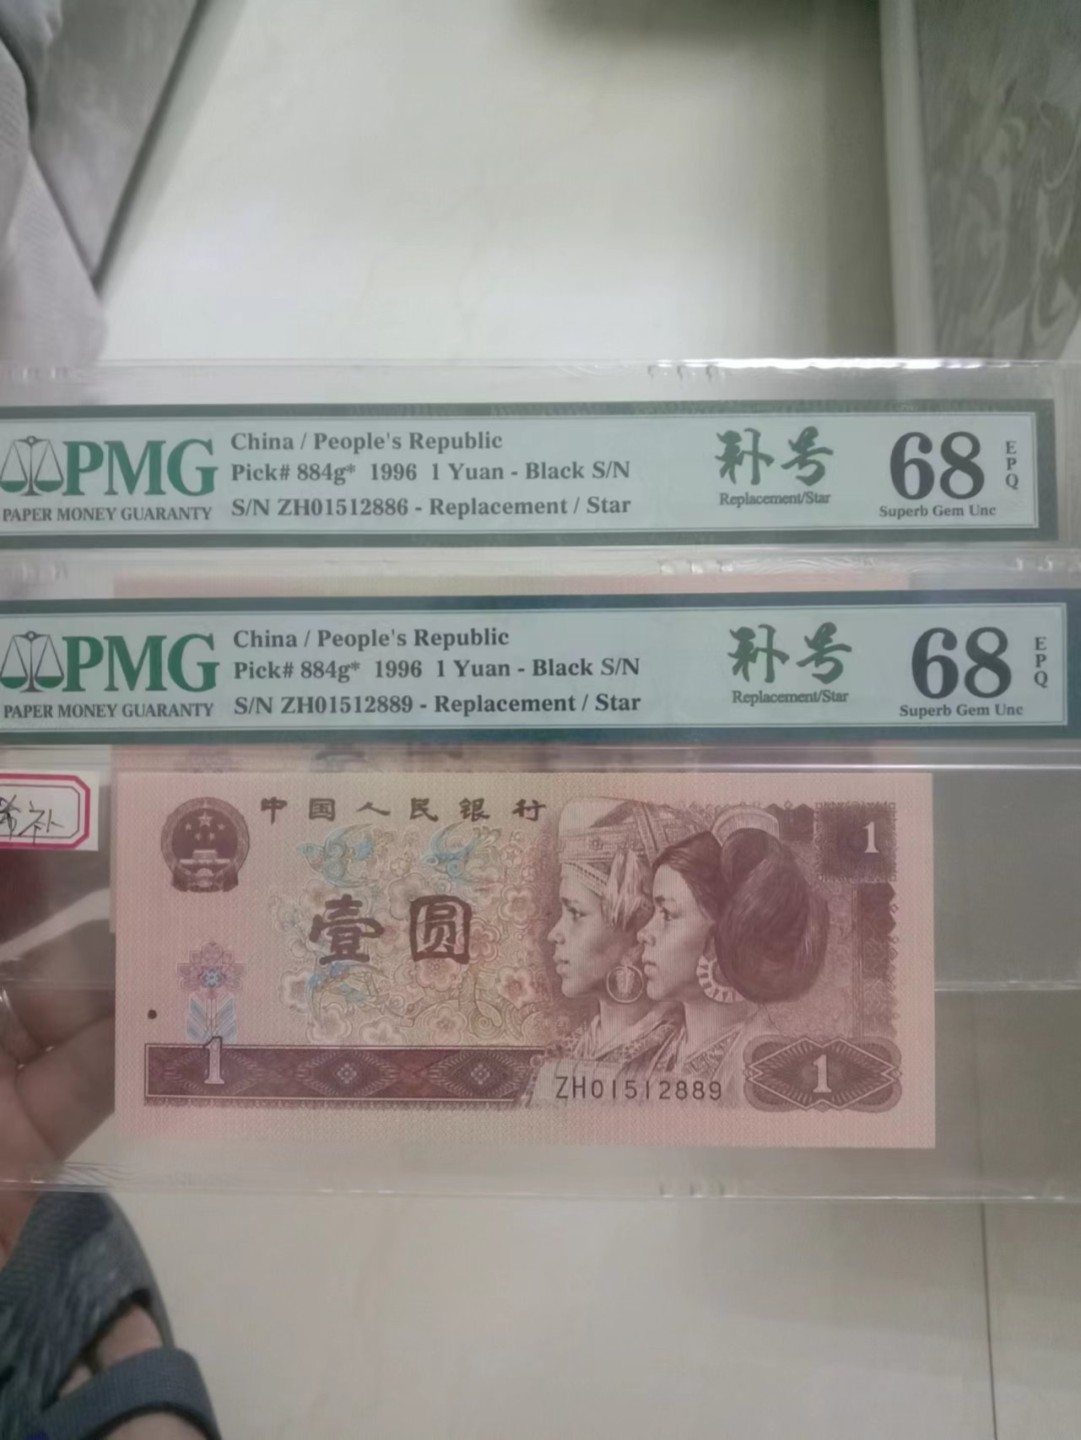 PMG
PAPER MONEY GUARANTY
China / People's Republic
Pick# 884g* 1996 1 Yuan - Black S/N
S/N ZH01512886 - Replacement / Star
补号
Replacement/Star
68
EPQ
Superb Gem Unc
PMG
PAPER MONEY GUARANTY
China / People's Republic
Pick# 884g* 1996 1 Yuan - Black S/N
S/N ZH01512889 - Replacement / Star
补号
Replacement/Star
68
EPQ
Superb Gem Unc
补
中国人民银行
1
壹圆
1
ZH01512889
1